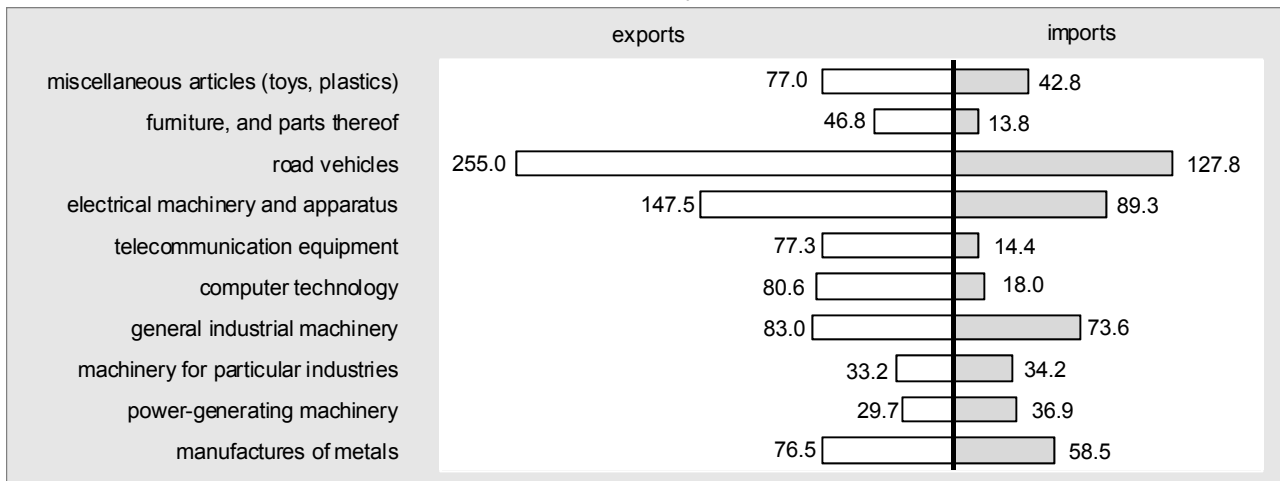 exports imports
miscellaneous articles (toys, plastics) 77.0 42.8
furniture, and parts thereof 46.8 13.8
road vehicles 255.0 127.8
electrical machinery and apparatus 147.5 89.3
telecommunication equipment 77.3 14.4
computer technology 80.6 18.0
general industrial machinery 83.0 73.6
machinery for particular industries 33.2 34.2
power-generating machinery 29.7 36.9
manufactures of metals 76.5 58.5